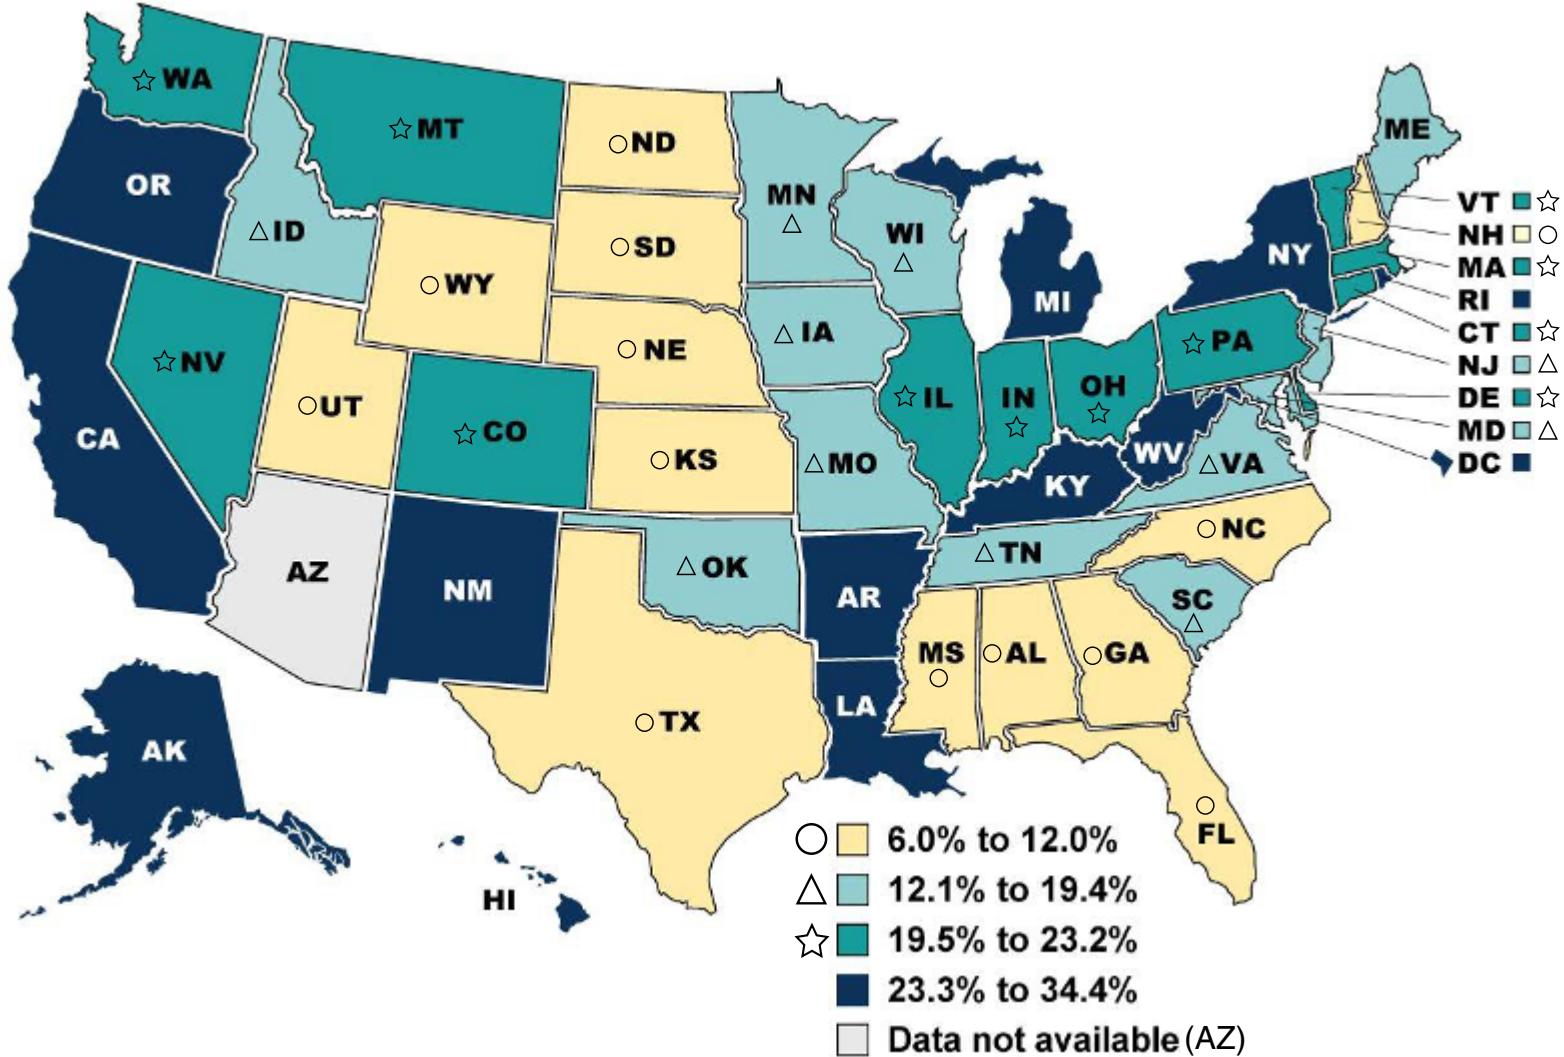 WA
MT
ND
ME
OR
MN
VT
ID
WI
NH
SD
NY
MA
WY
MI
RI
IA
CT
NV
NE
PA
NJ
UT
OH
IL
IN
DE
CO
MD
CA
KS
MO
WV
VA
DC
KY
NC
TN
AZ
OK
NM
AR
SC
MS
AL
GA
LA
TX
AK
FL
6.0% to 12.0%
12.1% to 19.4%
HI
19.5% to 23.2%
23.3% to 34.4%
Data not available (AZ)